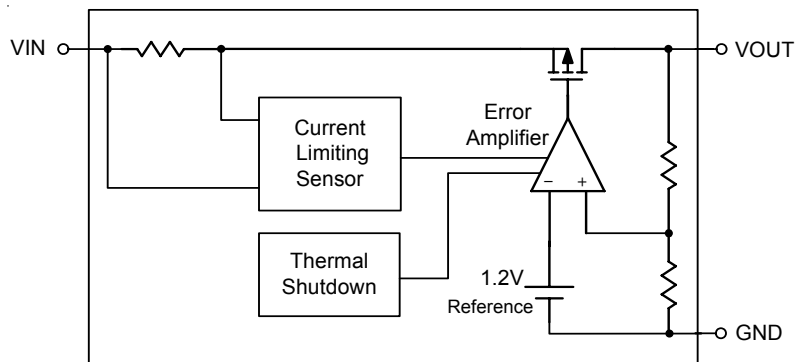 VIN
VOUT
Error
Amplifier
Current
Limiting
Sensor
− +
Thermal
Shutdown
1.2V
Reference
GND